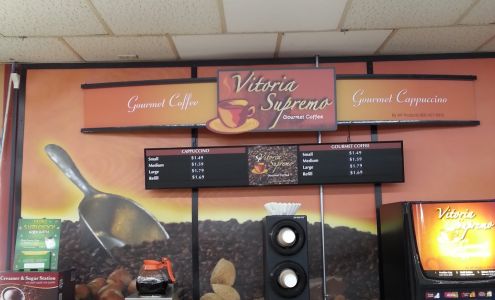 Gourmet Coffee
Vitoria
Supremo
Gourmet Coffee
Gourmet Cappuccino
CAPPUCCINO
Small $1.49
Medium $1.59
Large $1.79
Refill $1.69
Vitoria
Supremo
GOURMET COFFEE
Small $1.49
Medium $1.59
Large $1.79
Refill $1.69
Vitoria
Supremo
Creamer & Sugar Station